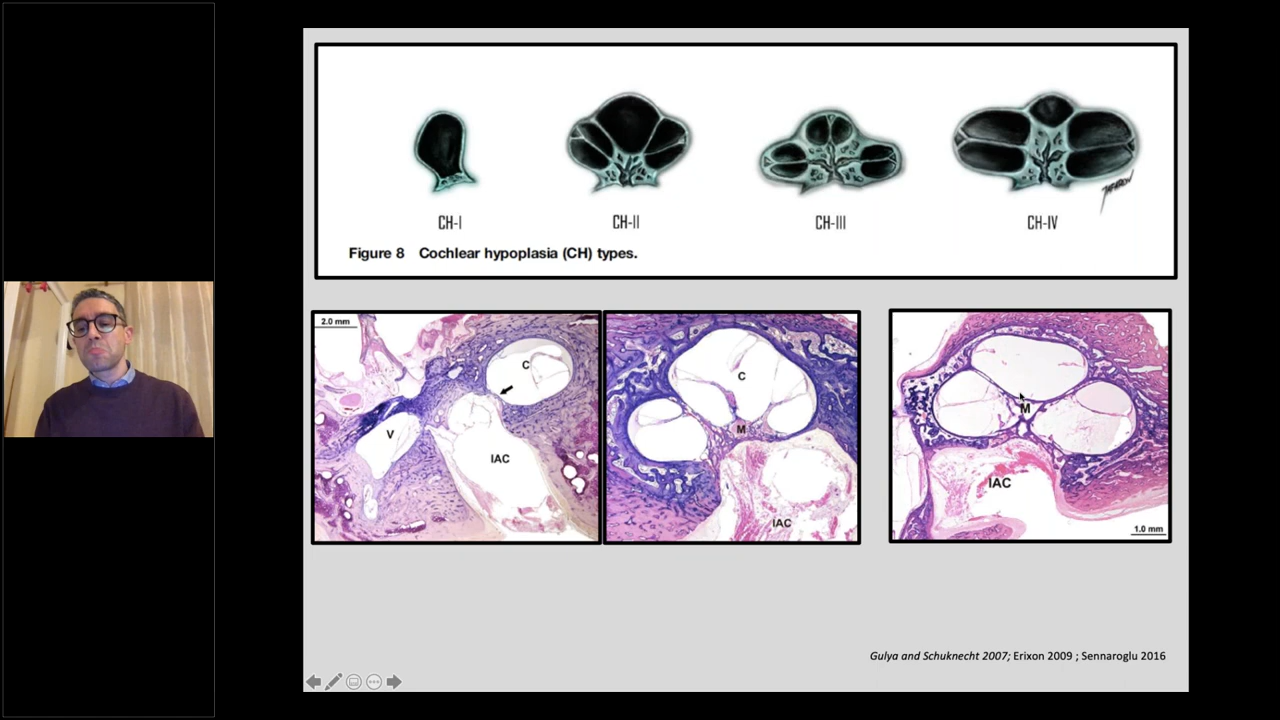 CH-I
CH-II
CH-III
CH-IV
Figure 8 Cochlear hypoplasia (CH) types.
2.0 mm
C
V
IAC
C
M
IAC
M
IAC
1.0 mm
Gulya and Schuknecht 2007; Erixon 2009 ; Sennaroglu 2016